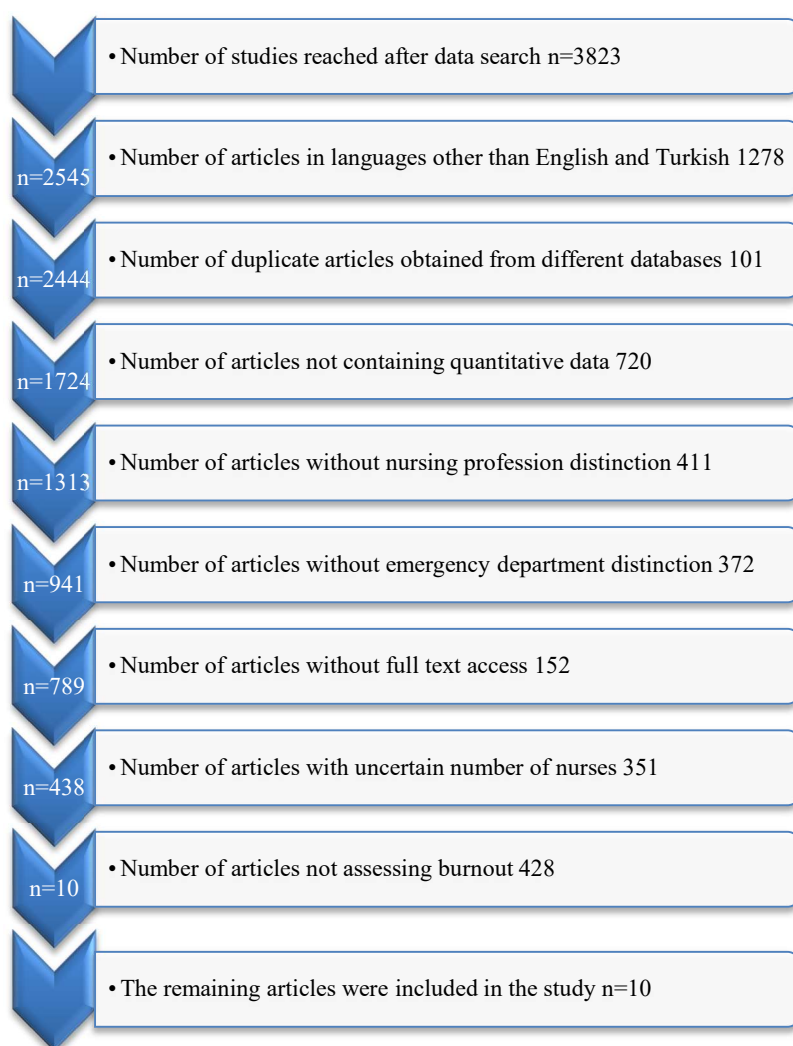 • Number of studies reached after data search n=3823
n=2545
• Number of articles in languages other than English and Turkish 1278
n=2444
• Number of duplicate articles obtained from different databases 101
n=1724
• Number of articles not containing quantitative data 720
n=1313
• Number of articles without nursing profession distinction 411
n=941
• Number of articles without emergency department distinction 372
n=789
• Number of articles without full text access 152
n=438
• Number of articles with uncertain number of nurses 351
n=10
• Number of articles not assessing burnout 428
• The remaining articles were included in the study n=10